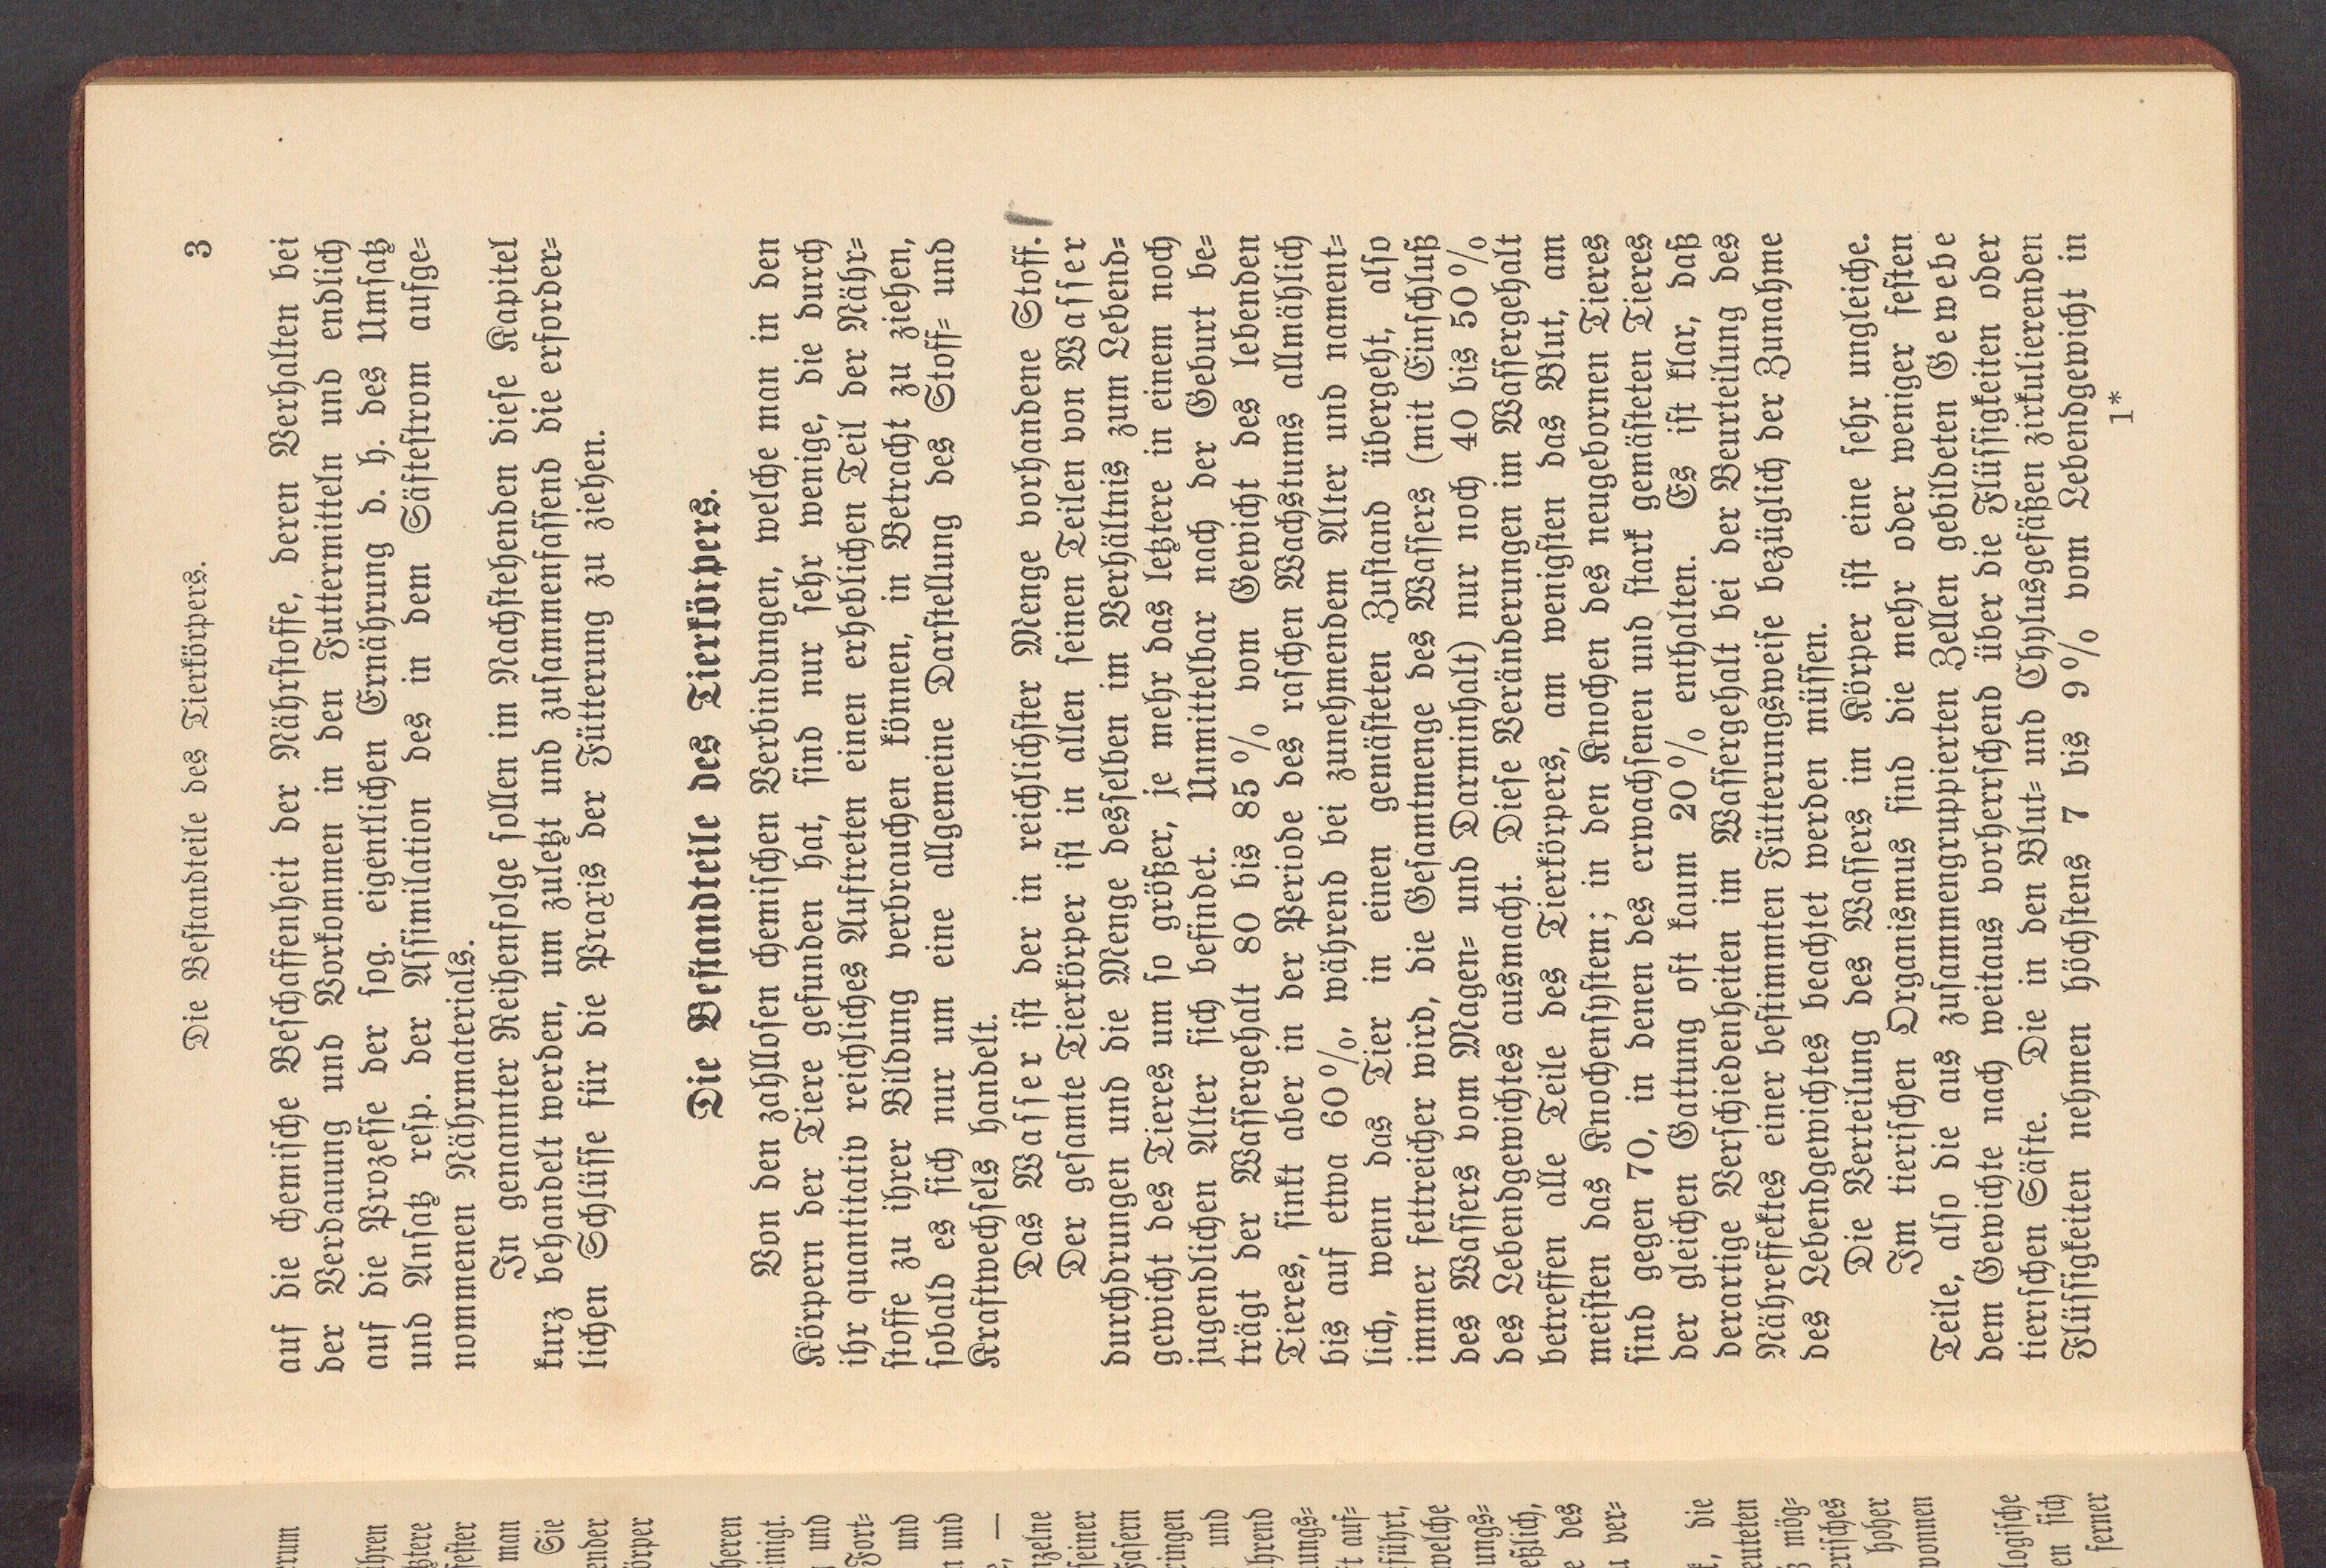 Die Bestandteile des Tierkörpers. 3
auf die chemische Beschaffenheit der Nährstoffe, deren Verhalten bei
der Verdauung und Vorkommen in den Futtermitteln und endlich
auf die Prozesse der sog. eigentlichen Ernährung d. h. des Umsatz
und Ansatz resp. der Assimilation des in dem Säftestrom aufge-
nommenen Nährmaterials.
In genannter Reihenfolge sollen im Nachstehenden diese Kapitel
kurz behandelt werden, um zuletzt und zusammenfassend die erforder-
lichen Schlüsse für die Praxis der Fütterung zu ziehen.
Die Bestandteile des Tierkörpers.
Von den zahllosen chemischen Verbindungen, welche man in den
Körpern der Tiere gefunden hat, sind nur sehr wenige, die durch
ihr quantitativ reichliches Auftreten einen erheblichen Teil der Nähr-
stoffe zu ihrer Bildung verbrauchen können, in Betracht zu ziehen,
sobald es sich nur um eine allgemeine Darstellung des Stoff- und
Kraftwechsels handelt.
Das Wasser ist der in reichlichster Menge vorhandene Stoff.
Der gesamte Tierkörper ist in allen seinen Teilen von Wasser
durchdrungen und die Menge desselben im Verhältnis zum Lebend-
gewicht des Tieres um so größer, je mehr das letztere in einem noch
jugendlichen Alter sich befindet. Unmittelbar nach der Geburt be-
trägt der Wassergehalt 80 bis 85 % vom Gewicht des lebenden
Tieres, sinkt aber in der Periode des raschen Wachstums allmählich
bis auf etwa 60 %, während bei zunehmendem Alter und nament-
lich, wenn das Tier in einen gemästeten Zustand übergeht, also
immer fettreicher wird, die Gesamtmenge des Wassers (mit Einschluß
des Wassers vom Magen- und Darminhalt) nur noch 40 bis 50 %
des Lebendgewichtes ausmacht. Diese Veränderungen im Wassergehalt
betreffen alle Teile des Tierkörpers, am wenigsten das Blut, am
meisten das Knochensystem; in den Knochen des neugebornen Tieres
sind gegen 70, in denen des erwachsenen und stark gemästeten Tieres
der gleichen Gattung oft kaum 20 % enthalten. Es ist klar, daß
derartige Verschiedenheiten im Wassergehalt bei der Beurteilung des
Nähreffektes einer bestimmten Fütterungsweise bezüglich der Zunahme
des Lebendgewichtes beachtet werden müssen.
Die Verteilung des Wassers im Körper ist eine sehr ungleiche.
Im tierischen Organismus sind die mehr oder weniger festen
Teile, also die aus zusammengruppierten Zellen gebildeten Gewebe
dem Gewichte nach weitaus vorherrschend über die Flüssigkeiten oder
tierischen Säfte. Die in den Blut- und Chylusgefäßen zirkulierenden
Flüssigkeiten nehmen höchstens 7 bis 9 % vom Lebendgewicht in
1*